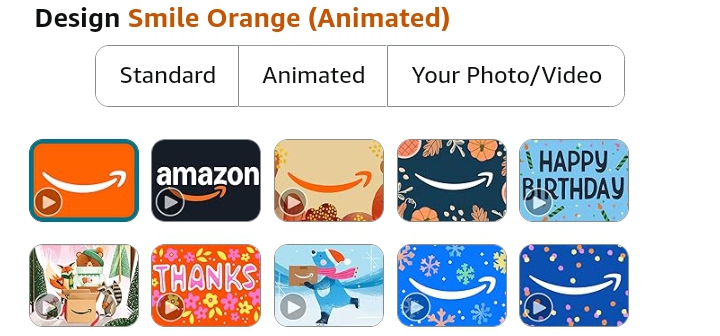 Design Smile Orange (Animated)
Standard Animated Your Photo/Video
amazon
HAPPY
BIRTHDAY
THANKS